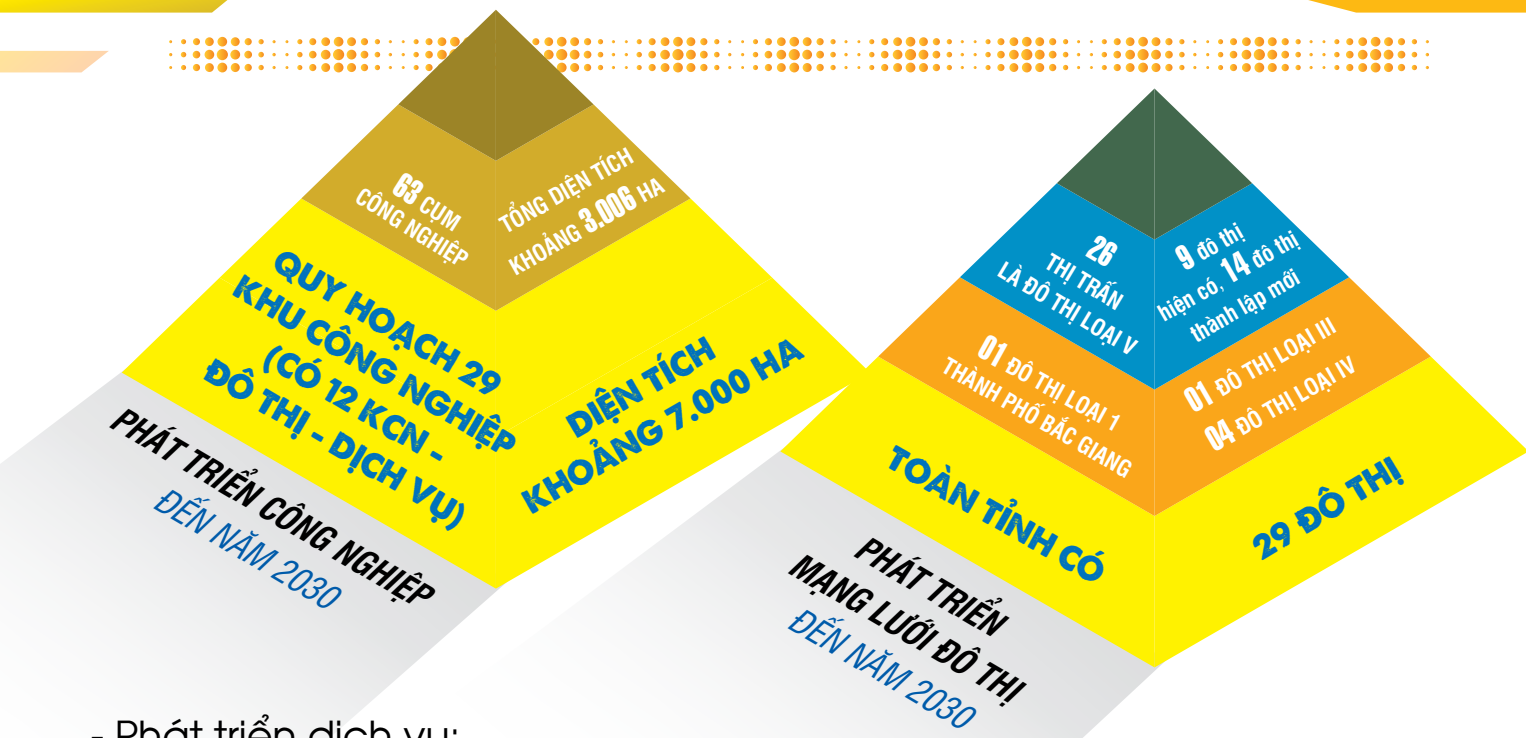 63 CỤM
CÔNG NGHIỆP
TỔNG DIỆN TÍCH
KHOẢNG 3.006 HA
QUY HOẠCH 29
KHU CÔNG NGHIỆP
(CÓ 12 KCN -
ĐÔ THỊ - DỊCH VỤ)
DIỆN TÍCH
KHOẢNG 7.000 HA
PHÁT TRIỂN CÔNG NGHIỆP
ĐẾN NĂM 2030
26
THỊ TRẤN
LÀ ĐÔ THỊ LOẠI V
9 đô thị
hiện có, 14 đô thị
thành lập mới
01 ĐÔ THỊ LOẠI 1
THÀNH PHỐ BẮC GIANG
01 ĐÔ THỊ LOẠI III
04 ĐÔ THỊ LOẠI IV
TOÀN TỈNH CÓ
29 ĐÔ THỊ
PHÁT TRIỂN
MẠNG LƯỚI ĐÔ THỊ
ĐẾN NĂM 2030
- Phát triển dịch vụ: